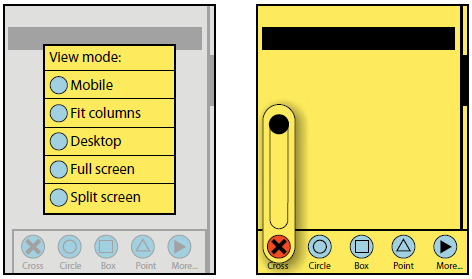 View mode:
Mobile
Fit columns
Desktop
Full screen
Split screen
Cross Circle Box Point More...
Cross Circle Box Point More...